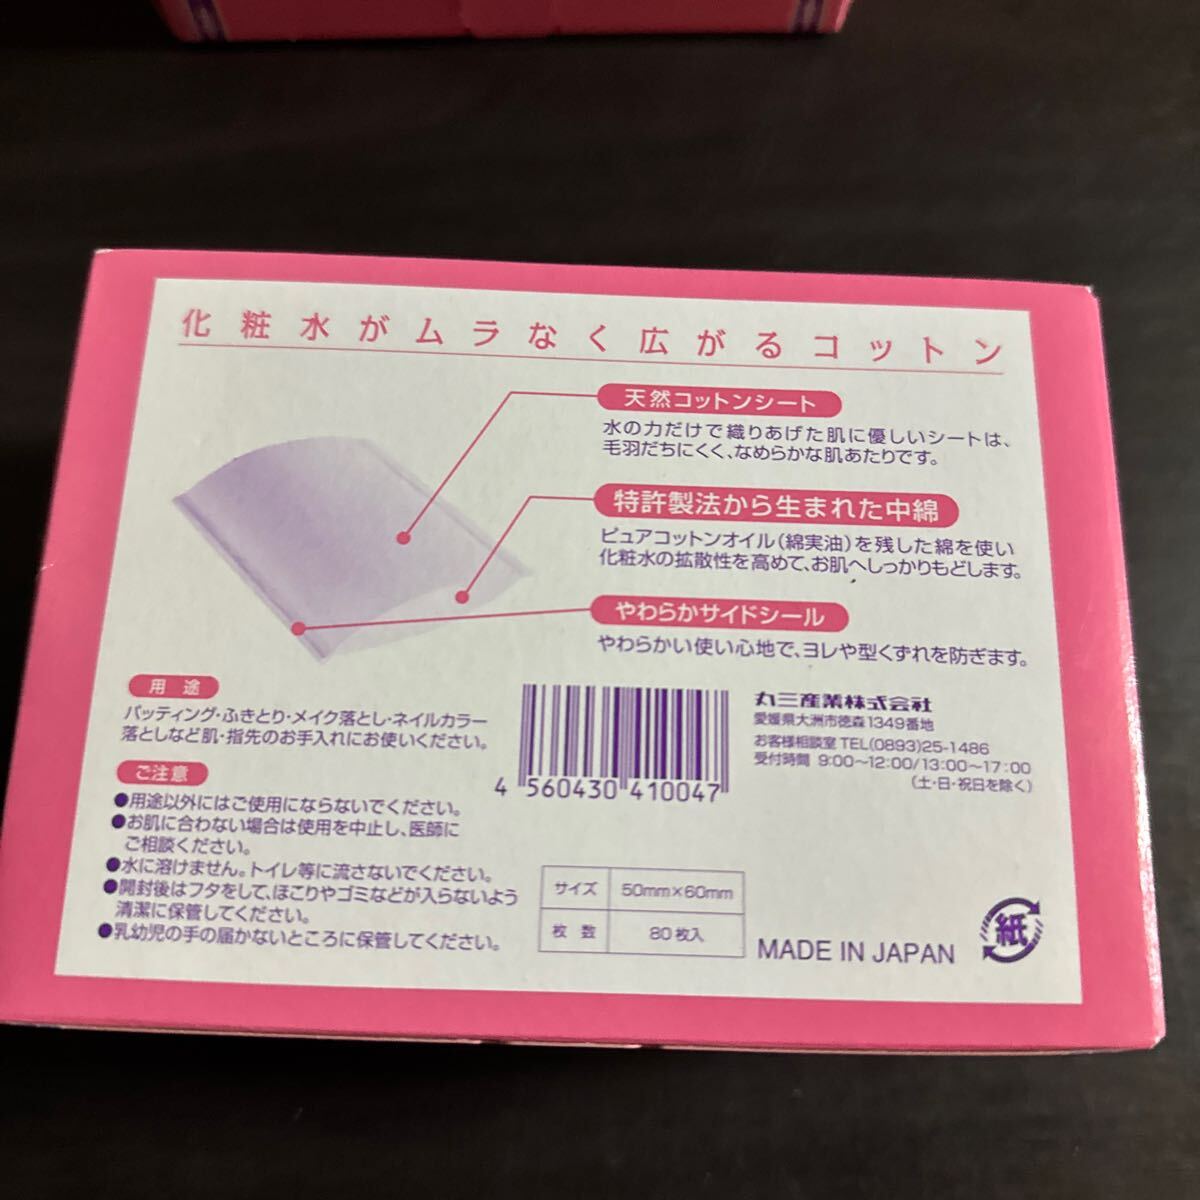 化粧水がムラなく広がるコットン
天然コットンシート
水の力だけで織りあげた肌に優しいシートは、
毛羽だちにくく、なめらかな肌あたりです。
特許製法から生まれた中綿
ピュアコットンオイル(綿実油)を残した綿を使い
化粧水の拡散性を高めて、お肌へしっかりもどします。
やわらかサイドシール
やわらかい使い心地で、ヨレや型くずれを防ぎます。
用途
パッティング・ふきとり・メイク落とし・ネイルカラー
落としなど肌・指先のお手入れにお使いください。
ご注意
●用途以外にはご使用にならないでください。
●お肌に合わない場合は使用を中止し、医師に
ご相談ください。
●水に溶けません。トイレ等に流さないでください。
●開封後はフタをして、ほこりやゴミなどが入らないよう
清潔に保管してください。
●乳幼児の手の届かないところに保管してください。
4 560430 410047
丸三産業株式会社
愛媛県大洲市徳森1349番地
お客様相談室 TEL(0893)25-1486
受付時間 9:00〜12:00/13:00〜17:00
(土・日・祝日を除く)
サイズ 50mm×60mm
枚数 80枚入
MADE IN JAPAN
紙